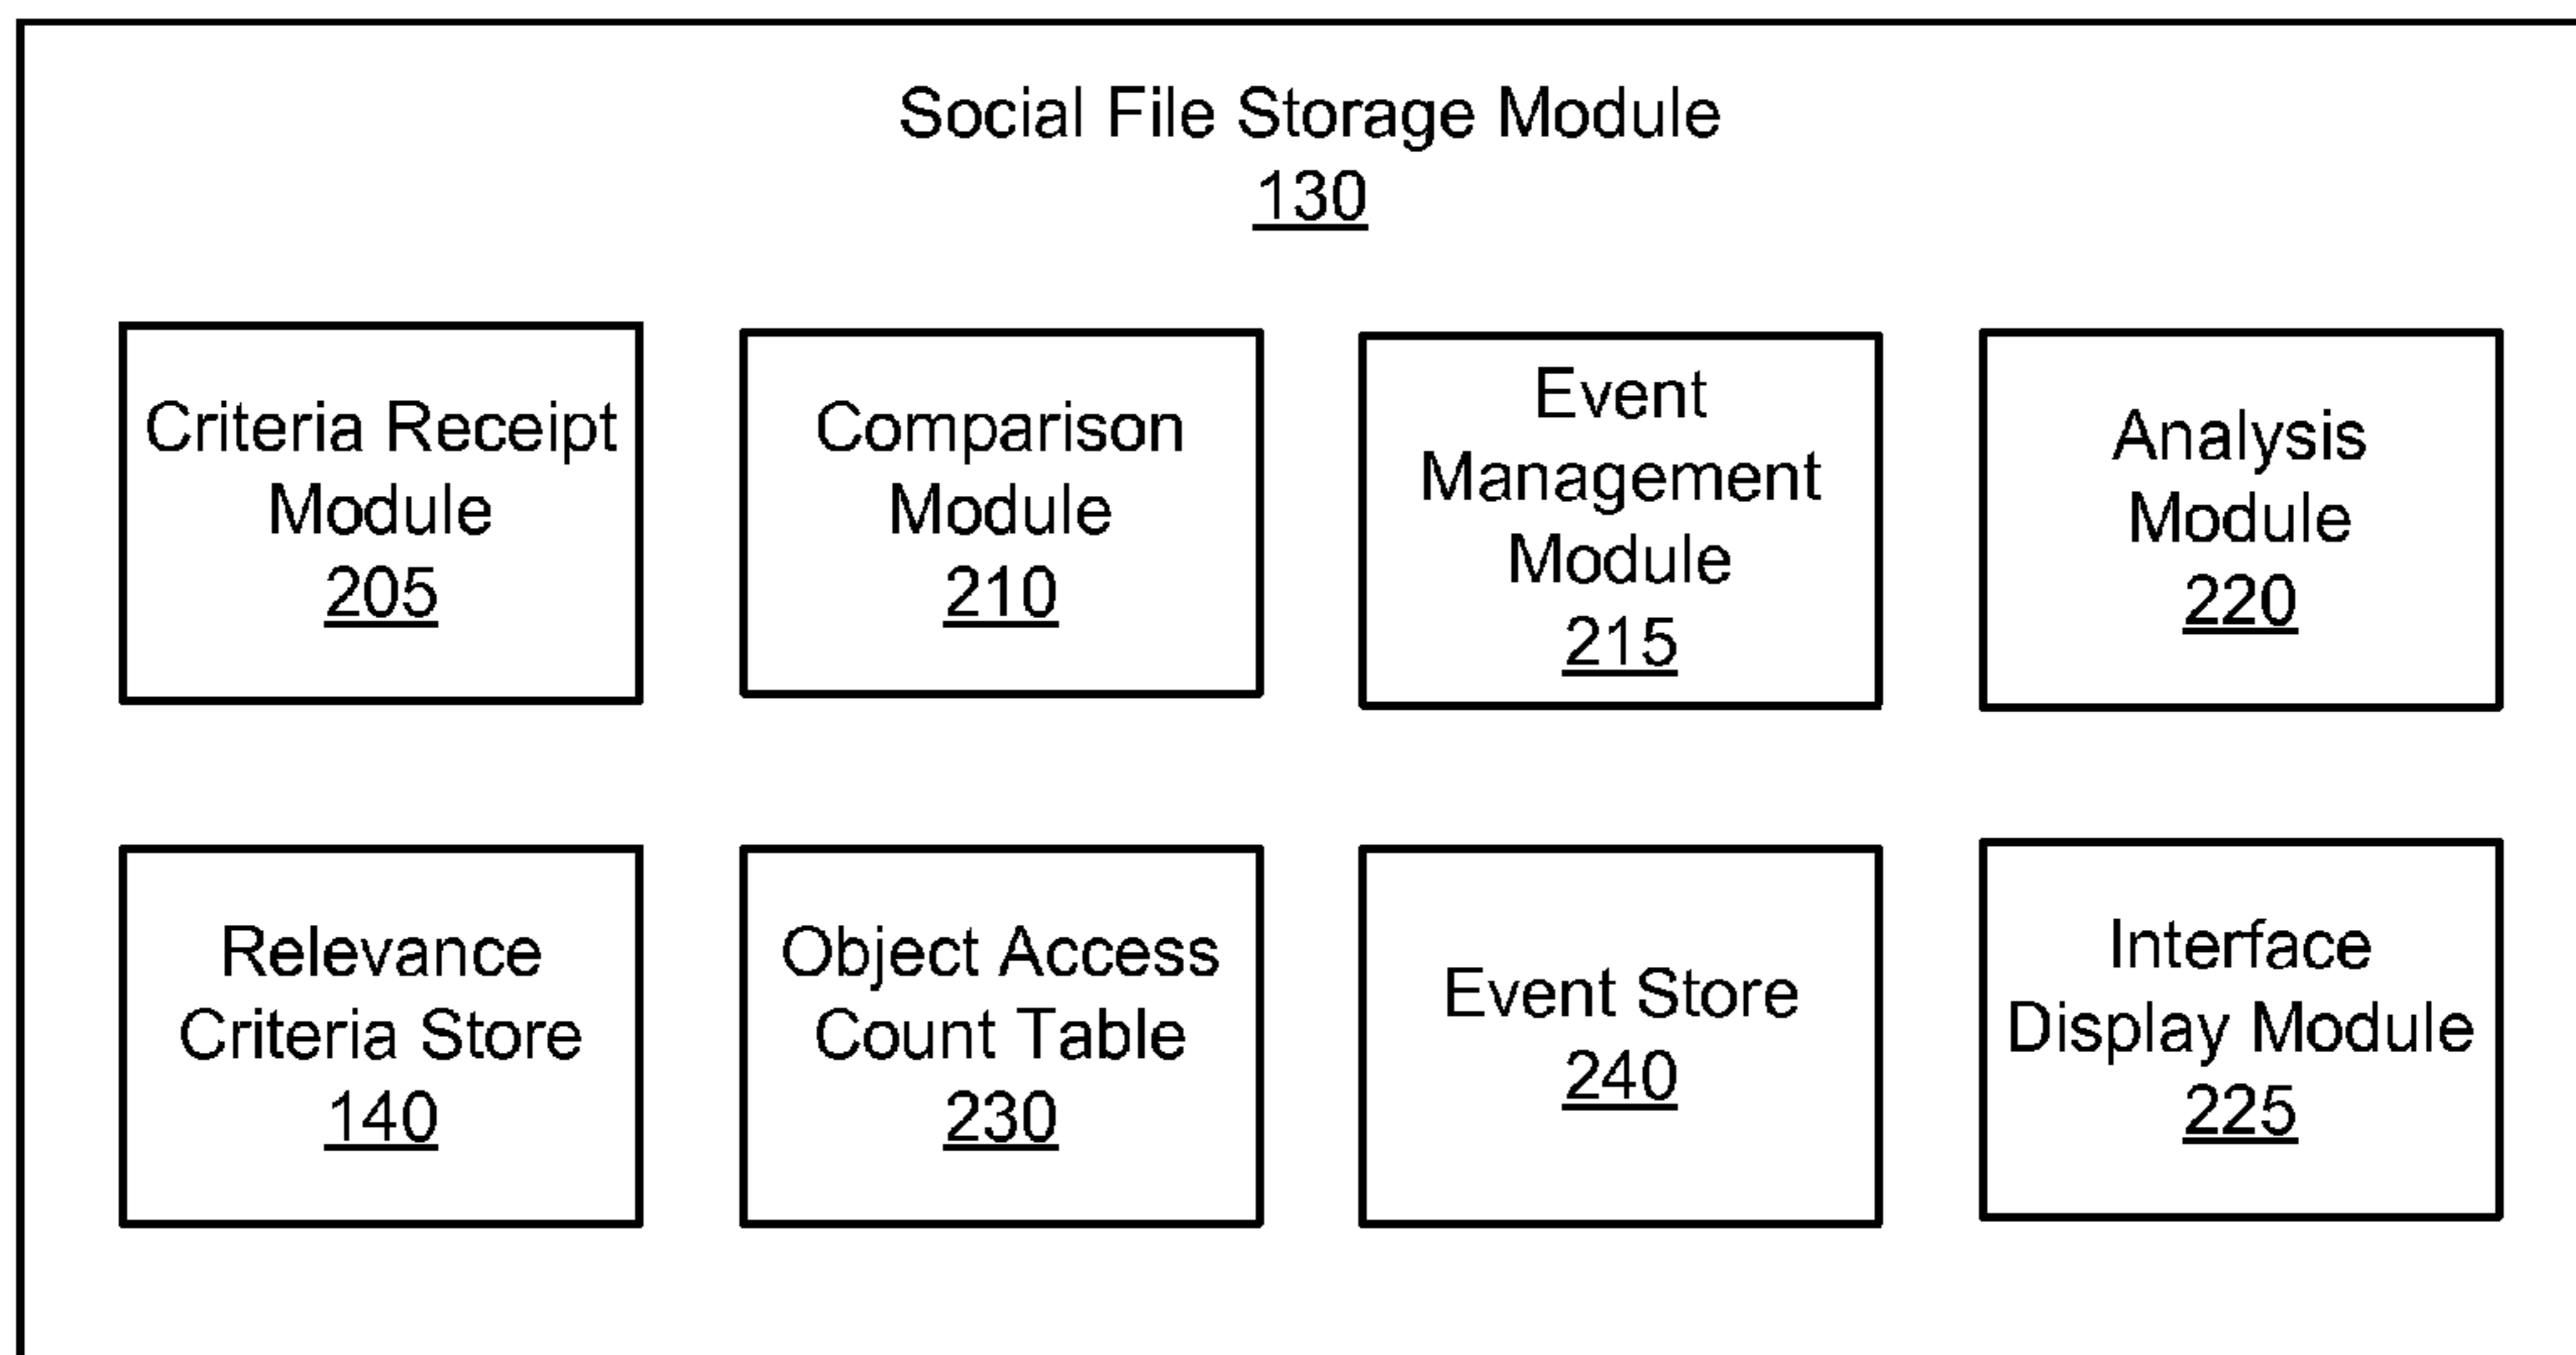 Social File Storage Module
130
Criteria Receipt
Module
205
Comparison
Module
210
Event
Management
Module
215
Analysis
Module
220
Relevance
Criteria Store
140
Object Access
Count Table
230
Event Store
240
Interface
Display Module
225